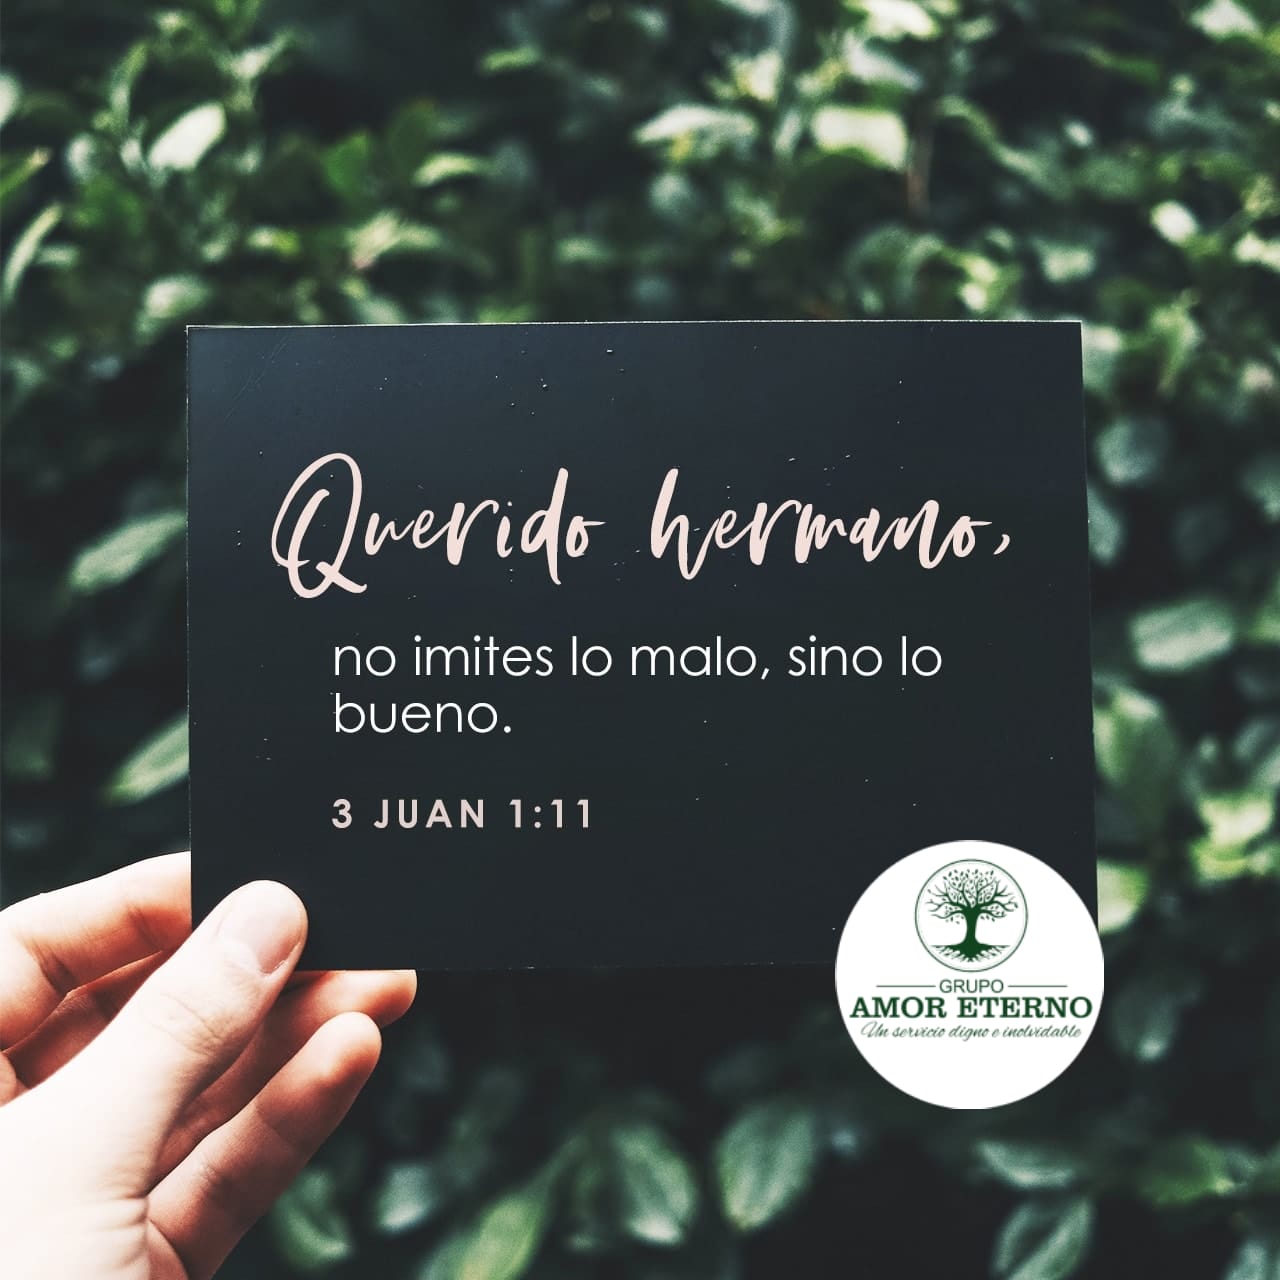 Querido hermano,
no imites lo malo, sino lo
bueno.
3 JUAN 1:11
GRUPO
AMOR ETERNO
Un servicio digno e inolvidable